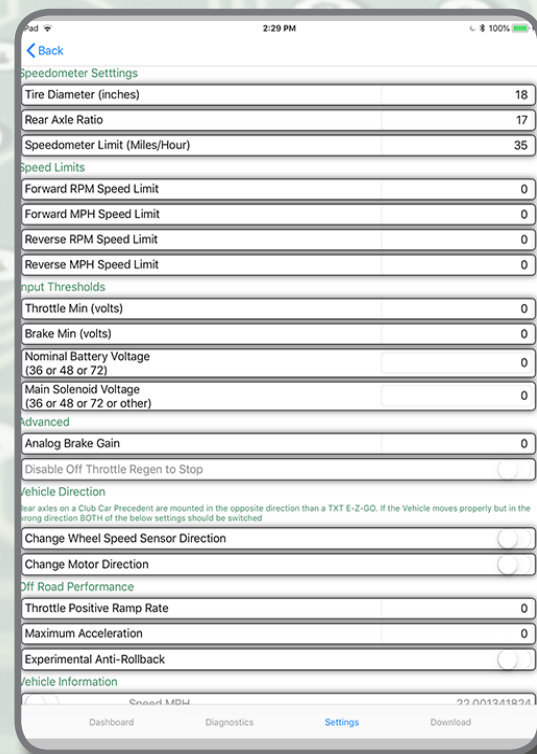 Pad 2:29 PM 100%
Back
Speedometer Setttings
Tire Diameter (inches) 18
Rear Axle Ratio 17
Speedometer Limit (Miles/Hour) 35
Speed Limits
Forward RPM Speed Limit 0
Forward MPH Speed Limit 0
Reverse RPM Speed Limit 0
Reverse MPH Speed Limit 0
nput Thresholds
Throttle Min (volts) 0
Brake Min (volts) 0
Nominal Battery Voltage
(36 or 48 or 72) 0
Main Solenoid Voltage
(36 or 48 or 72 or other) 0
Advanced
Analog Brake Gain 0
Disable Off Throttle Regen to Stop
Vehicle Direction
Rear axles on a Club Car Precedent are mounted in the opposite direction than a TXT E-Z-GO. If the Vehicle moves properly but in the
wrong direction BOTH of the below settings should be switched
Change Wheel Speed Sensor Direction
Change Motor Direction
Off Road Performance
Throttle Positive Ramp Rate 0
Maximum Acceleration 0
Experimental Anti-Rollback
Vehicle Information
Speed MPH 22.001341824
Dashboard Diagnostics Settings Download